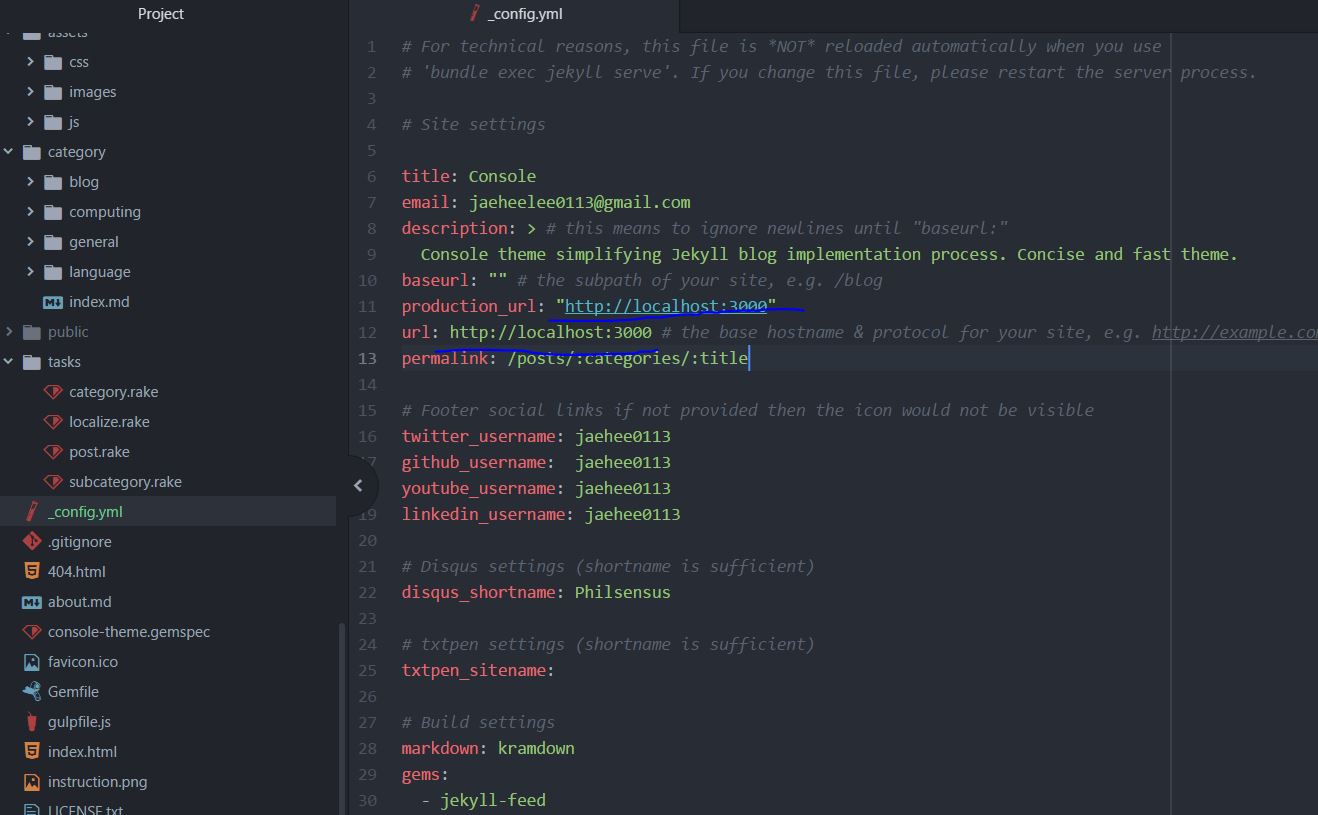 Project
assets
css
images
js
category
blog
computing
general
language
index.md
public
tasks
category.rake
localize.rake
post.rake
subcategory.rake
_config.yml
.gitignore
404.html
about.md
console-theme.gemspec
favicon.ico
Gemfile
gulpfile.js
index.html
instruction.png
LICENSE.txt
_config.yml
1 # For technical reasons, this file is *NOT* reloaded automatically when you use
2 # 'bundle exec jekyll serve'. If you change this file, please restart the server process.
3
4 # Site settings
5
6 title: Console
7 email: jaeheelee0113@gmail.com
8 description: > # this means to ignore newlines until "baseurl:"
9 Console theme simplifying Jekyll blog implementation process. Concise and fast theme.
10 baseurl: "" # the subpath of your site, e.g. /blog
11 production_url: "http://localhost:3000"
12 url: http://localhost:3000 # the base hostname & protocol for your site, e.g. http://example.co
13 permalink: /posts/:categories/:title
14
15 # Footer social links if not provided then the icon would not be visible
16 twitter_username: jaehee0113
17 github_username: jaehee0113
youtube_username: jaehee0113
19 linkedin_username: jaehee0113
20
21 # Disqus settings (shortname is sufficient)
22 disqus_shortname: Philsensus
23
24 # txtpen settings (shortname is sufficient)
25 txtpen_sitename:
26
27 # Build settings
28 markdown: kramdown
29 gems:
30 - jekyll-feed